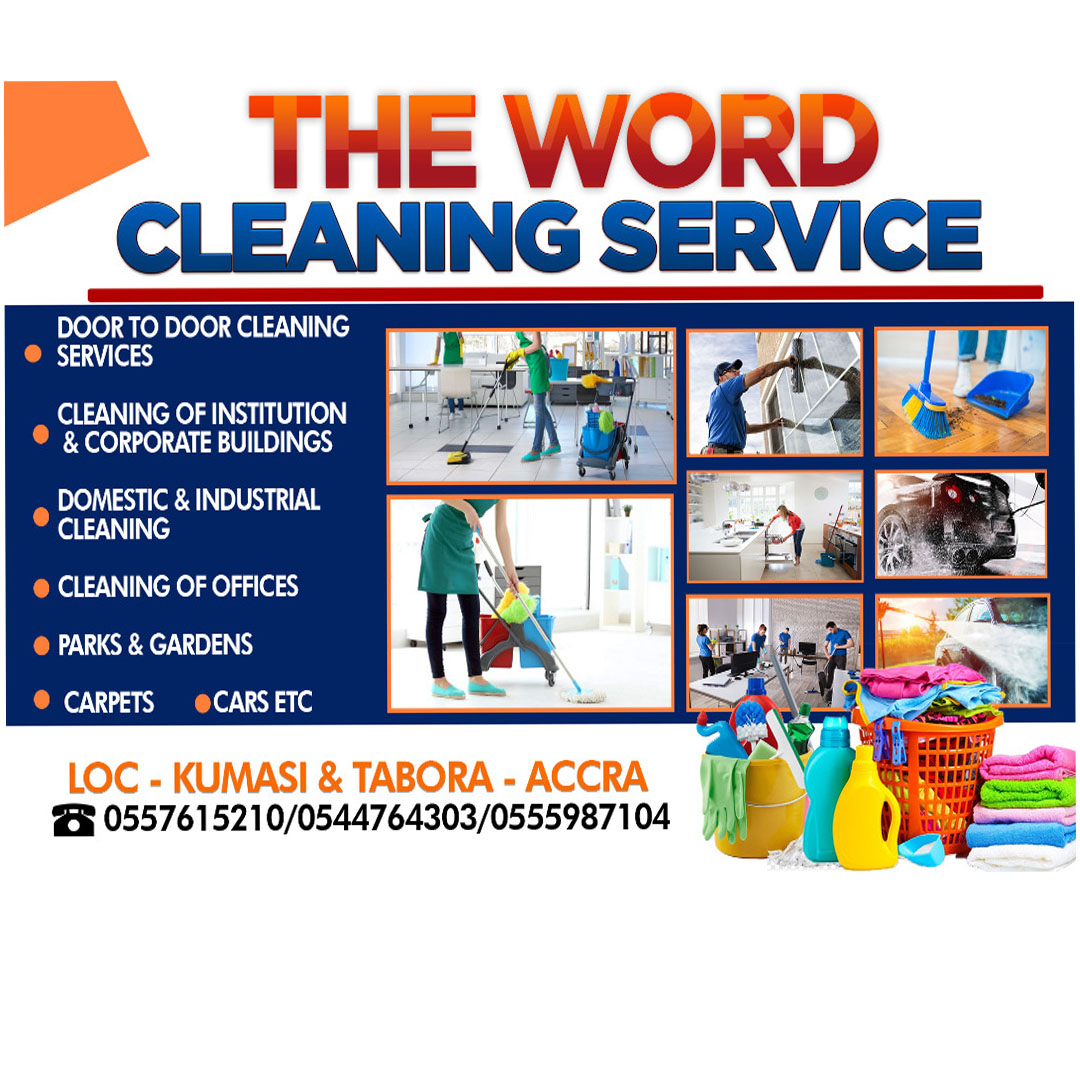 THE WORD
CLEANING SERVICE
DOOR TO DOOR CLEANING
SERVICES
CLEANING OF INSTITUTION
& CORPORATE BUILDINGS
DOMESTIC & INDUSTRIAL
CLEANING
CLEANING OF OFFICES
PARKS & GARDENS
CARPETS CARS ETC
LOC - KUMASI & TABORA - ACCRA
0557615210/0544764303/0555987104